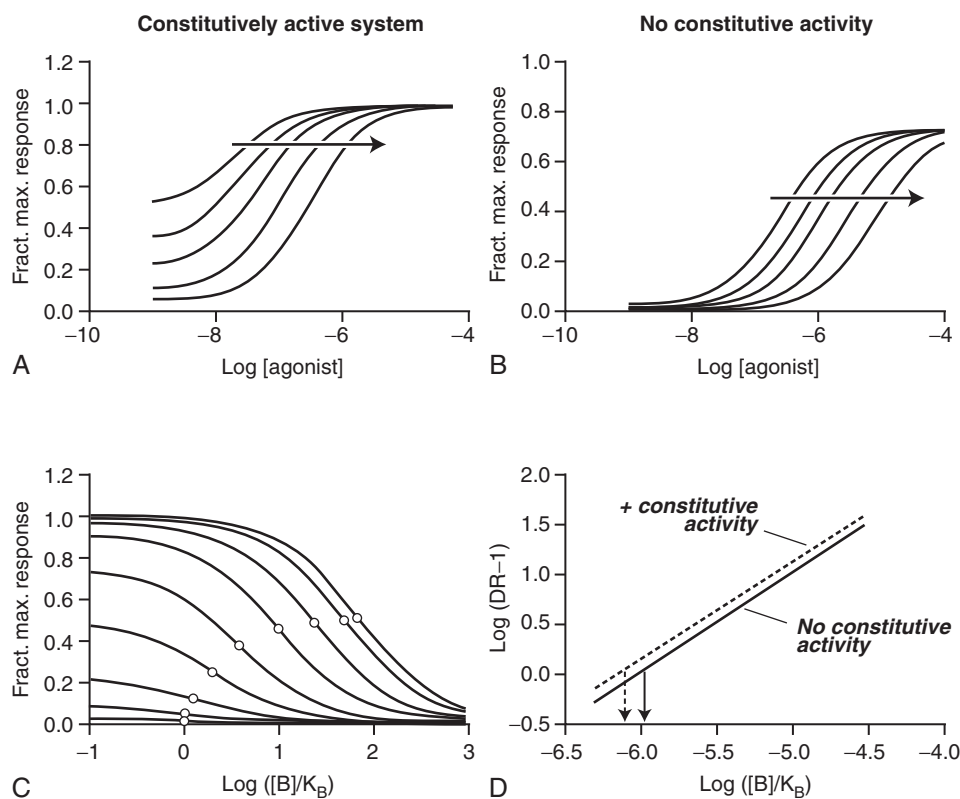 Constitutively active system
No constitutive activity
1.2
1.0
0.8
0.6
0.4
0.2
0.0
Fract. max. response
−10
−8
−6
−4
Log [agonist]
A
1.0
0.8
0.6
0.4
0.2
0.0
Fract. max. response
−10
−8
−6
−4
Log [agonist]
B
1.2
1.0
0.8
0.6
0.4
0.2
0.0
Fract. max. response
−1
0
1
2
3
Log ([B]/K_B)
C
2.0
1.5
1.0
0.5
0.0
−0.5
Log (DR−1)
+ constitutive
activity
No constitutive
activity
−6.5
−6.0
−5.5
−5.0
−4.5
−4.0
Log ([B]/K_B)
D